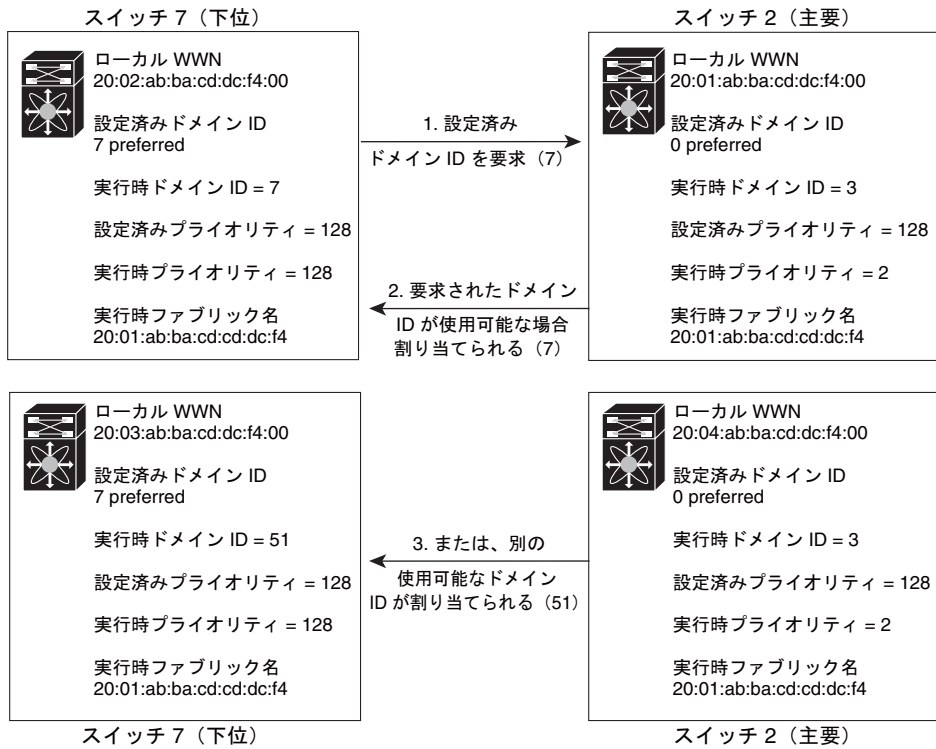 スイッチ 7（下位）
ローカル WWN
20:02:ab:ba:cd:dc:f4:00
設定済みドメイン ID
7 preferred
実行時ドメイン ID = 7
設定済みプライオリティ = 128
実行時プライオリティ = 128
実行時ファブリック名
20:01:ab:ba:cd:cd:dc:f4
1. 設定済み
ドメイン ID を要求（7）
2. 要求されたドメイン
ID が使用可能な場合
割り当てられる（7）
スイッチ 2（主要）
ローカル WWN
20:01:ab:ba:cd:dc:f4:00
設定済みドメイン ID
0 preferred
実行時ドメイン ID = 3
設定済みプライオリティ = 128
実行時プライオリティ = 2
実行時ファブリック名
20:01:ab:ba:cd:cd:dc:f4
ローカル WWN
20:03:ab:ba:cd:dc:f4:00
設定済みドメイン ID
7 preferred
実行時ドメイン ID = 51
設定済みプライオリティ = 128
実行時プライオリティ = 128
実行時ファブリック名
20:01:ab:ba:cd:cd:dc:f4
スイッチ 7（下位）
3. または、別の
使用可能なドメイン
ID が割り当てられる（51）
ローカル WWN
20:04:ab:ba:cd:dc:f4:00
設定済みドメイン ID
0 preferred
実行時ドメイン ID = 3
設定済みプライオリティ = 128
実行時プライオリティ = 2
実行時ファブリック名
20:01:ab:ba:cd:cd:dc:f4
スイッチ 2（主要）